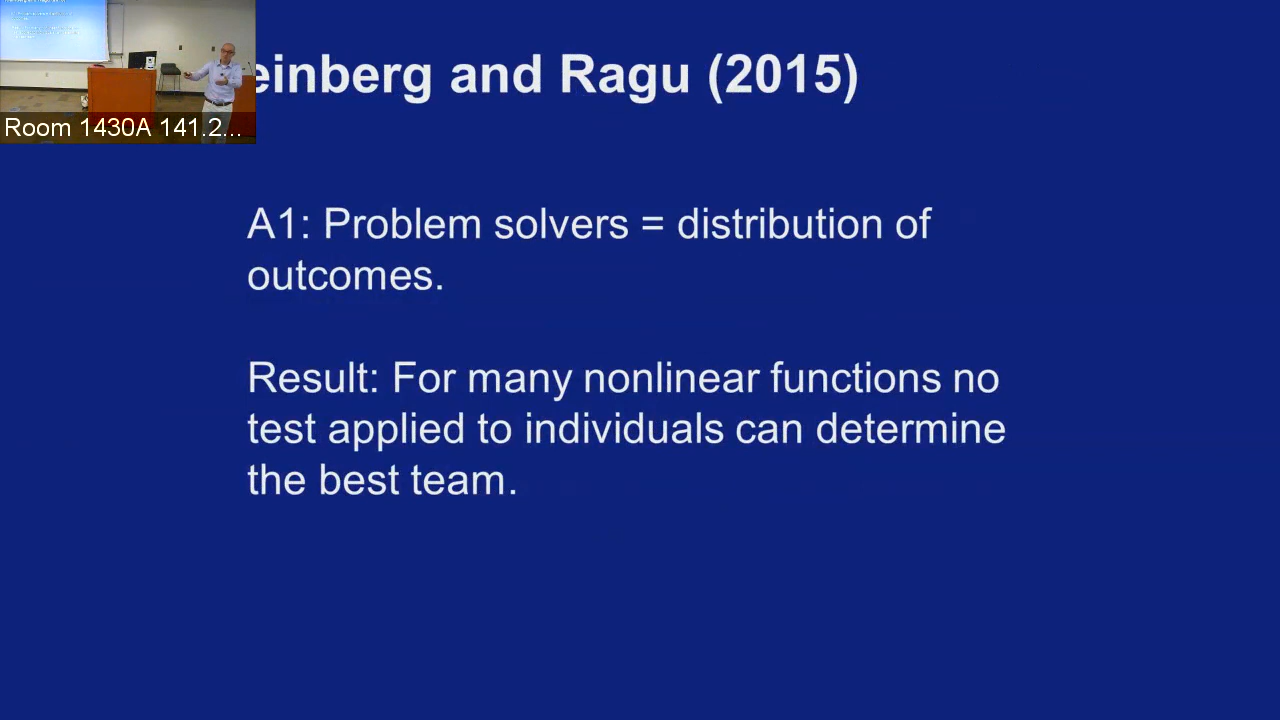 einberg and Ragu (2015)
Room 1430A 141.2...
A1: Problem solvers = distribution of
outcomes.
Result: For many nonlinear functions no
test applied to individuals can determine
the best team.